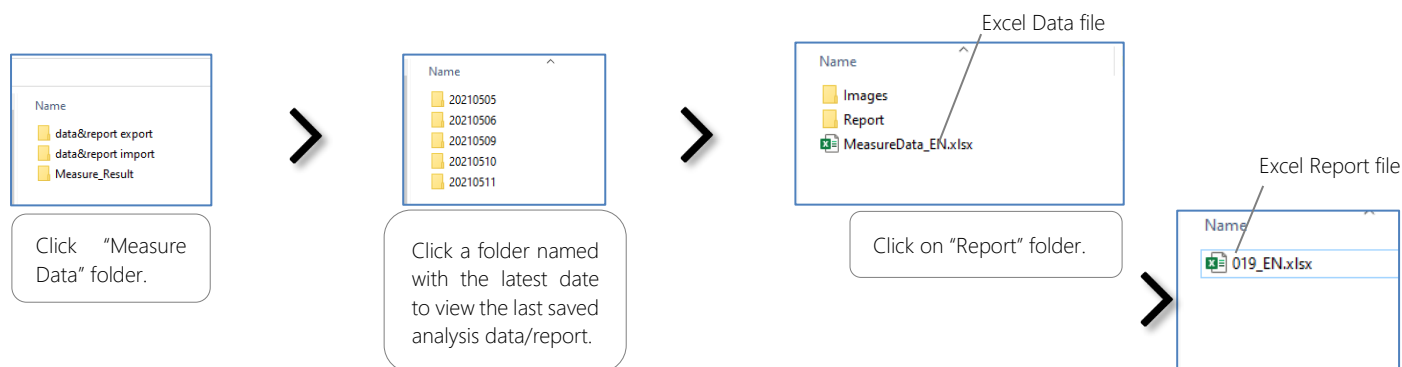 Name
data&report export
data&report import
Measure_Result
Click "Measure
Data" folder.
Name
20210505
20210506
20210509
20210510
20210511
Click a folder named
with the latest date
to view the last saved
analysis data/report.
Excel Data file
Name
Images
Report
MeasureData_EN.xlsx
Click on "Report" folder.
Excel Report file
Name
019_EN.xlsx